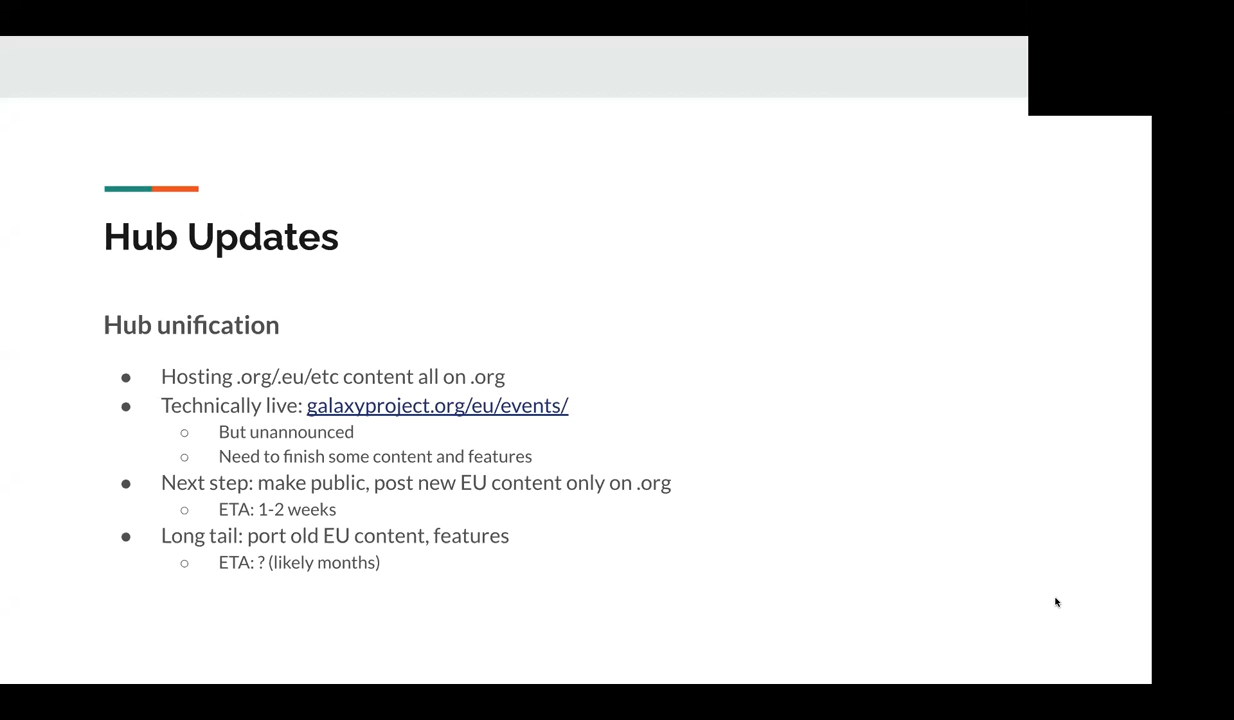 Hub Updates
Hub unification
● Hosting .org/.eu/etc content all on .org
● Technically live: galaxyproject.org/eu/events/
○ But unannounced
○ Need to finish some content and features
● Next step: make public, post new EU content only on .org
○ ETA: 1-2 weeks
● Long tail: port old EU content, features
○ ETA: ? (likely months)